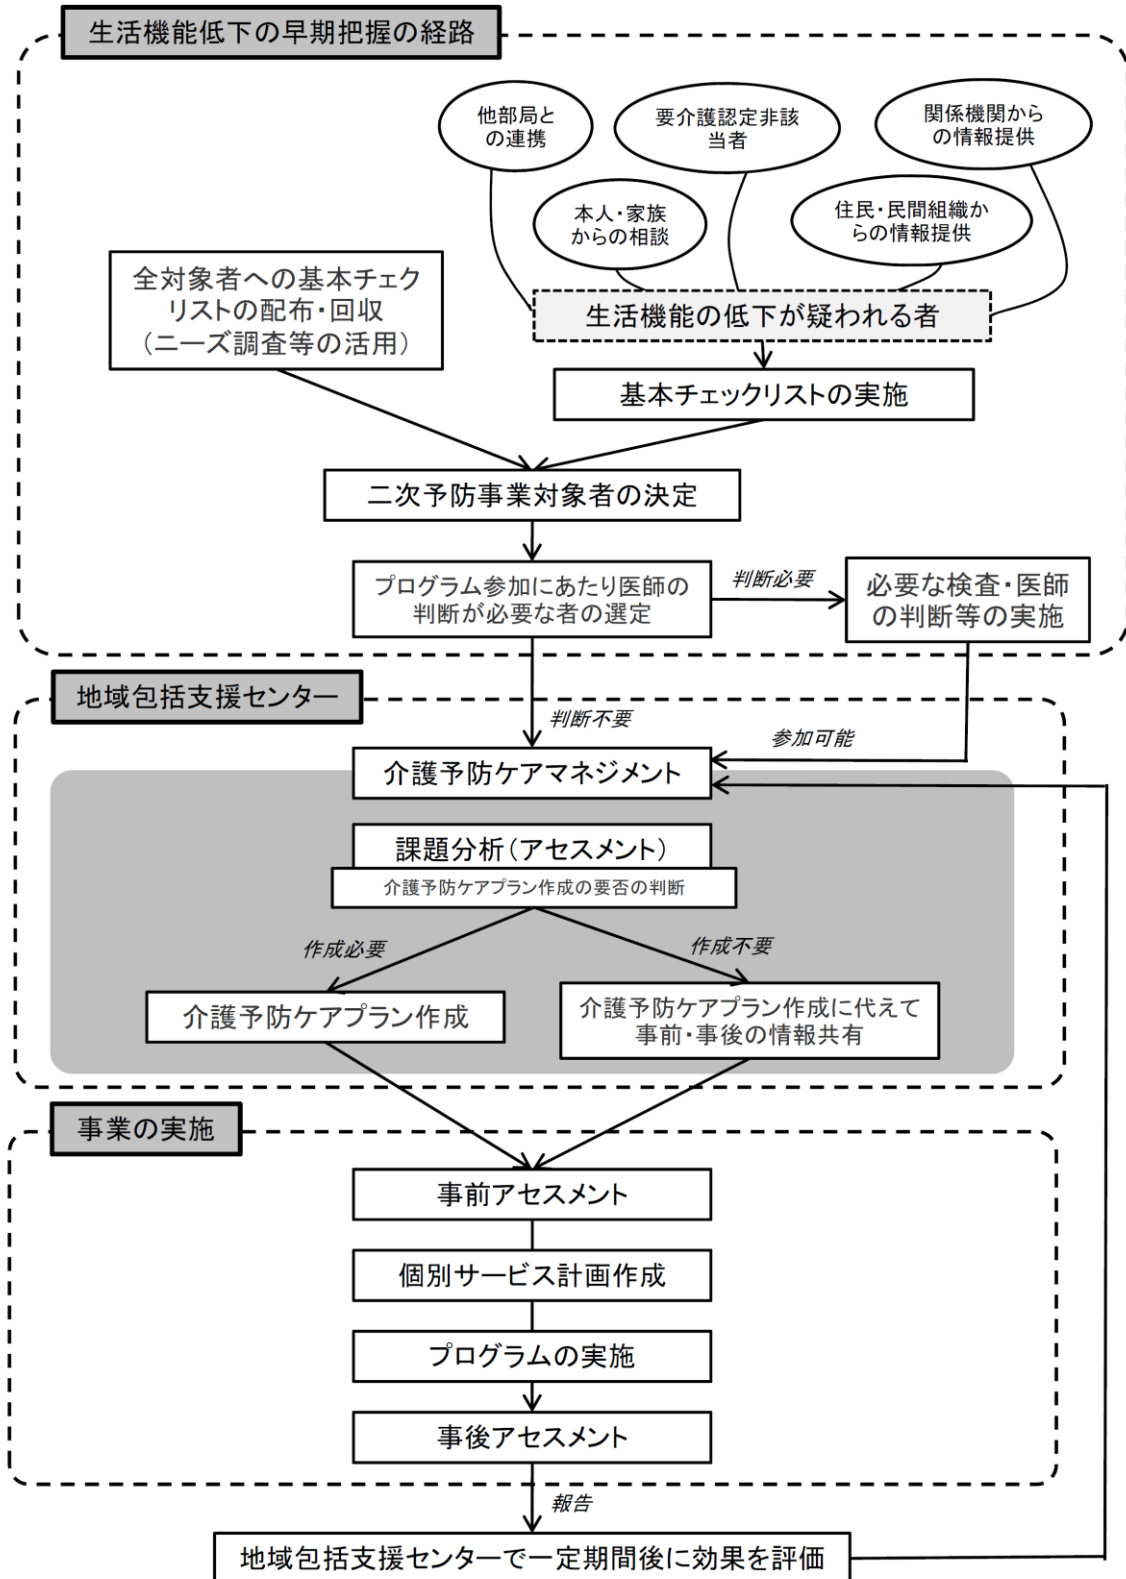 生活機能低下の早期把握の経路
他部局と
の連携
要介護認定非該
当者
関係機関から
の情報提供
本人・家族
からの相談
住民・民間組織か
らの情報提供
全対象者への基本チェク
リストの配布・回収
（ニーズ調査等の活用）
生活機能の低下が疑われる者
基本チェックリストの実施
二次予防事業対象者の決定
プログラム参加にあたり医師の
判断が必要な者の選定
判断必要
必要な検査・医師
の判断等の実施
地域包括支援センター
判断不要
参加可能
介護予防ケアマネジメント
課題分析（アセスメント）
介護予防ケアプラン作成の要否の判断
作成必要
作成不要
介護予防ケアプラン作成
介護予防ケアプラン作成に代えて
事前・事後の情報共有
事業の実施
事前アセスメント
個別サービス計画作成
プログラムの実施
事後アセスメント
報告
地域包括支援センターで一定期間後に効果を評価